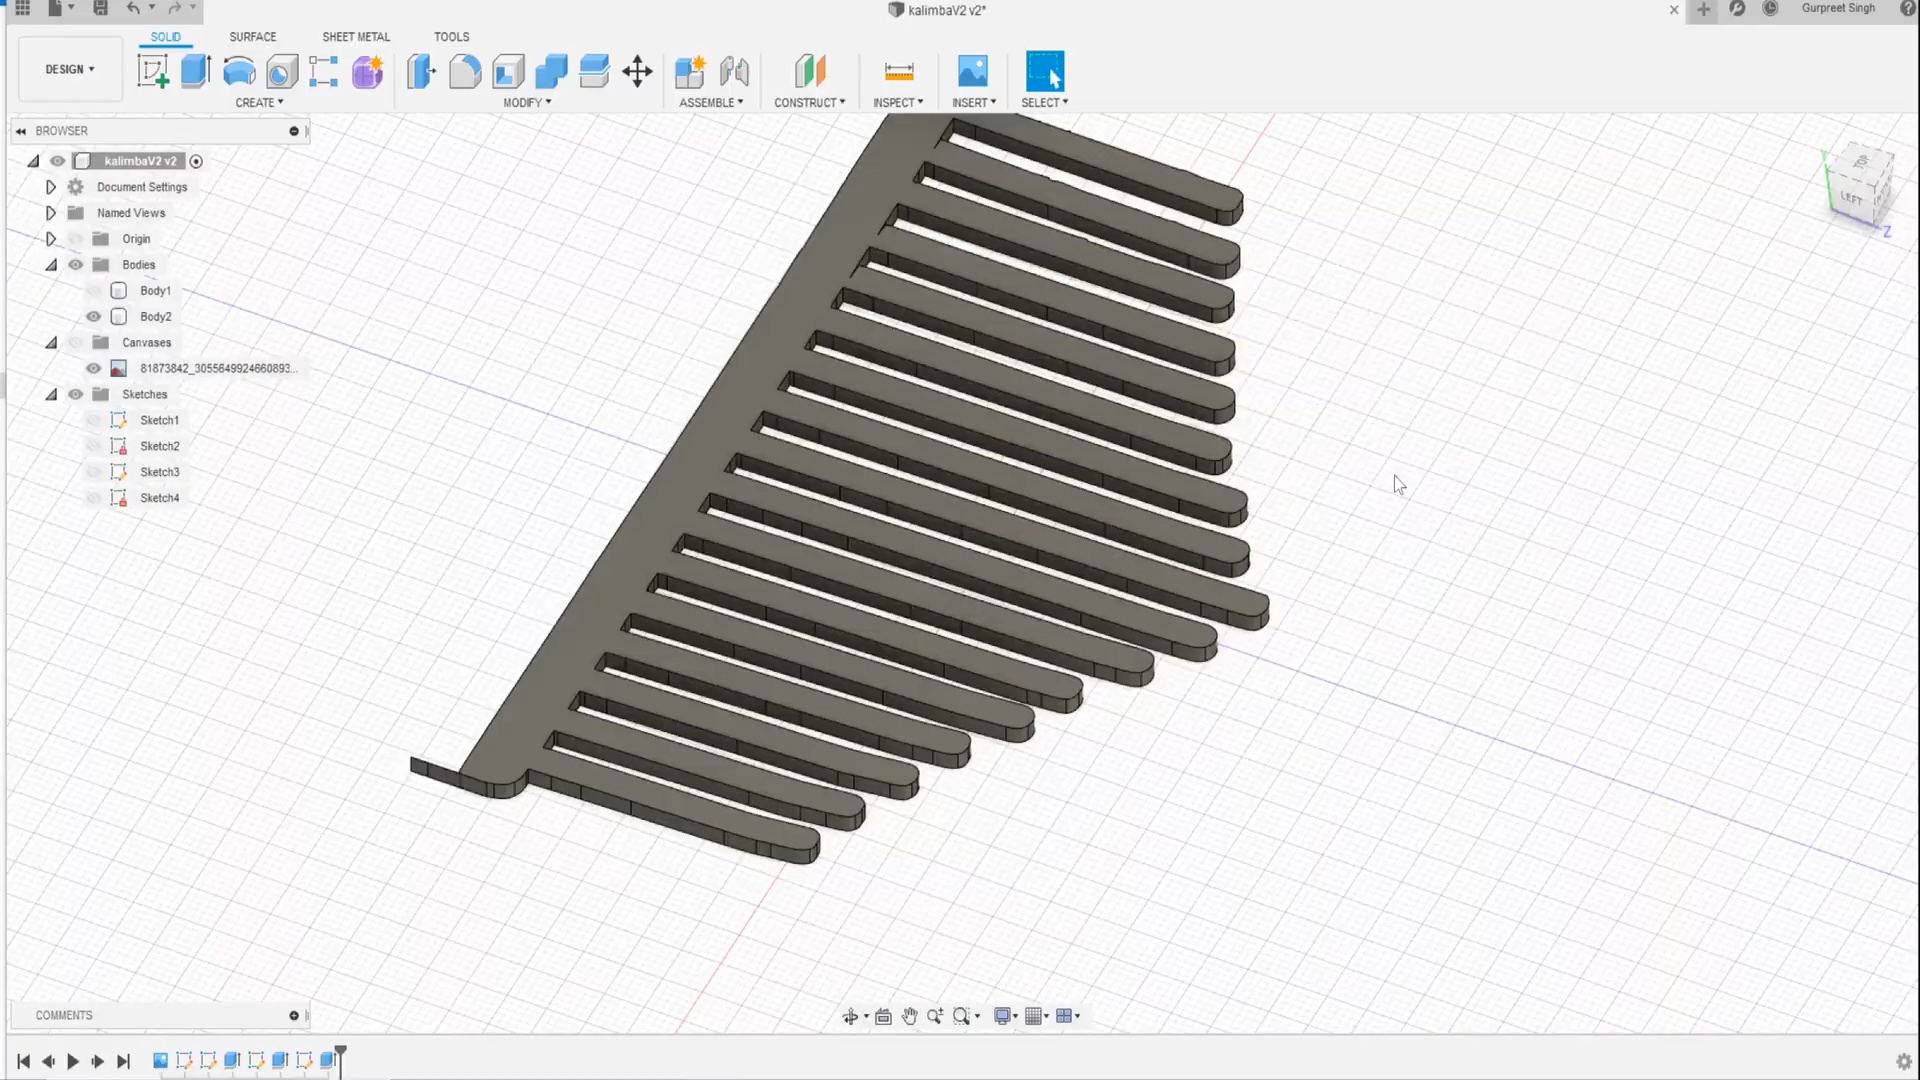 kalimbaV2 v2*
Gurpreet Singh
SOLID
SURFACE
SHEET METAL
TOOLS
DESIGN
CREATE
MODIFY
ASSEMBLE
CONSTRUCT
INSPECT
INSERT
SELECT
BROWSER
kalimbaV2 v2
Document Settings
Named Views
Origin
Bodies
Body1
Body2
Canvases
81873842_3055649924660893...
Sketches
Sketch1
Sketch2
Sketch3
Sketch4
TOP
LEFT
Z
COMMENTS